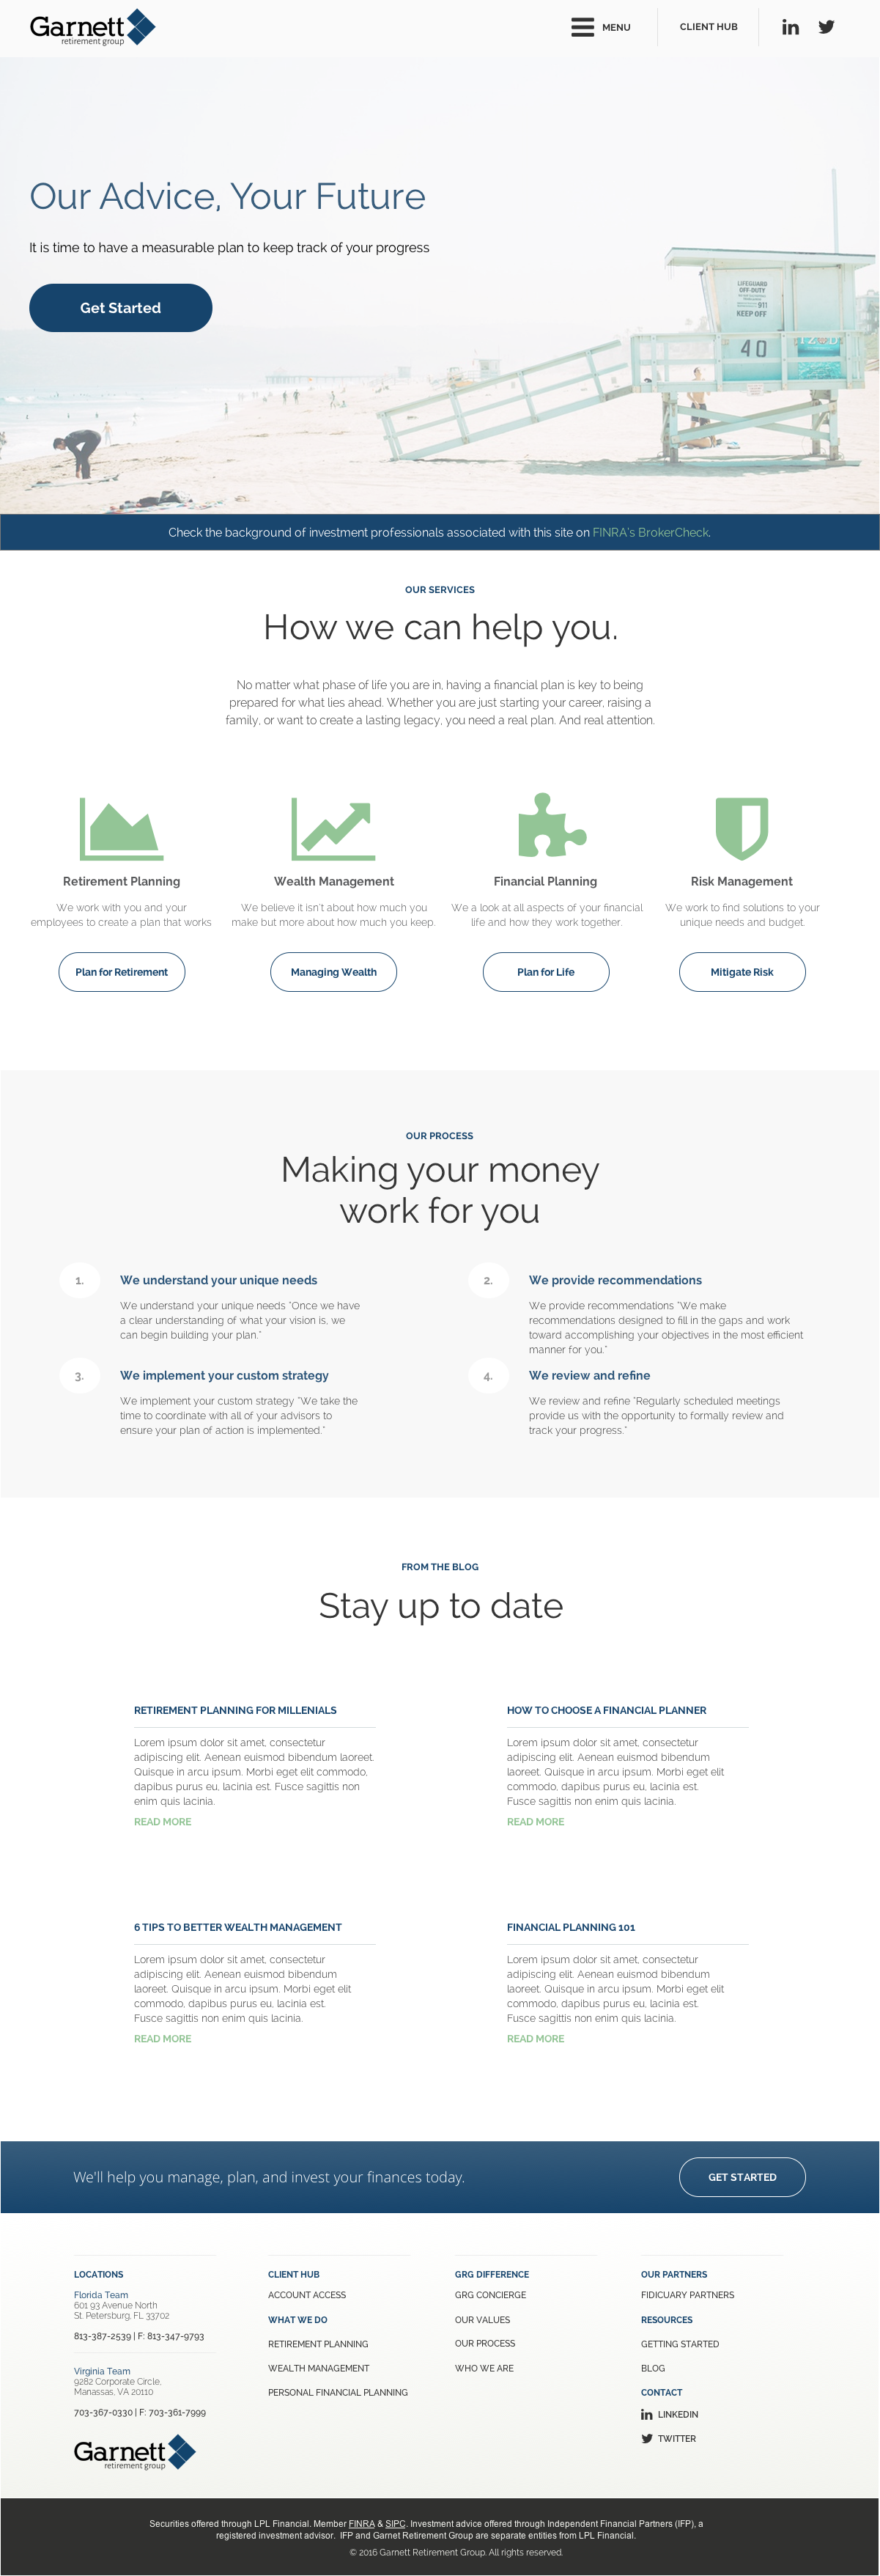 Garnett
retirement group
MENU
CLIENT HUB
Our Advice, Your Future
It is time to have a measurable plan to keep track of your progress
Get Started
LIFEGUARD
OFF-DUTY
911
KEEP OFF
40
Check the background of investment professionals associated with this site on FINRA's BrokerCheck.
OUR SERVICES
How we can help you.
No matter what phase of life you are in, having a financial plan is key to being
prepared for what lies ahead. Whether you are just starting your career, raising a
family, or want to create a lasting legacy, you need a real plan. And real attention.
Retirement Planning
We work with you and your
employees to create a plan that works
Plan for Retirement
Wealth Management
We believe it isn't about how much you
make but more about how much you keep.
Managing Wealth
Financial Planning
We a look at all aspects of your financial
life and how they work together.
Plan for Life
Risk Management
We work to find solutions to your
unique needs and budget.
Mitigate Risk
OUR PROCESS
Making your money
work for you
1.
We understand your unique needs
We understand your unique needs "Once we have
a clear understanding of what your vision is, we
can begin building your plan."
2.
We provide recommendations
We provide recommendations "We make
recommendations designed to fill in the gaps and work
toward accomplishing your objectives in the most efficient
manner for you."
3.
We implement your custom strategy
We implement your custom strategy "We take the
time to coordinate with all of your advisors to
ensure your plan of action is implemented."
4.
We review and refine
We review and refine "Regularly scheduled meetings
provide us with the opportunity to formally review and
track your progress."
FROM THE BLOG
Stay up to date
RETIREMENT PLANNING FOR MILLENIALS
Lorem ipsum dolor sit amet, consectetur
adipiscing elit. Aenean euismod bibendum laoreet.
Quisque in arcu ipsum. Morbi eget elit commodo,
dapibus purus eu, lacinia est. Fusce sagittis non
enim quis lacinia.
READ MORE
HOW TO CHOOSE A FINANCIAL PLANNER
Lorem ipsum dolor sit amet, consectetur
adipiscing elit. Aenean euismod bibendum
laoreet. Quisque in arcu ipsum. Morbi eget elit
commodo, dapibus purus eu, lacinia est.
Fusce sagittis non enim quis lacinia.
READ MORE
6 TIPS TO BETTER WEALTH MANAGEMENT
Lorem ipsum dolor sit amet, consectetur
adipiscing elit. Aenean euismod bibendum
laoreet. Quisque in arcu ipsum. Morbi eget elit
commodo, dapibus purus eu, lacinia est.
Fusce sagittis non enim quis lacinia.
READ MORE
FINANCIAL PLANNING 101
Lorem ipsum dolor sit amet, consectetur
adipiscing elit. Aenean euismod bibendum
laoreet. Quisque in arcu ipsum. Morbi eget elit
commodo, dapibus purus eu, lacinia est.
Fusce sagittis non enim quis lacinia.
READ MORE
We'll help you manage, plan, and invest your finances today.
GET STARTED
LOCATIONS
Florida Team
601 93 Avenue North
St. Petersburg, FL 33702
813-387-2539 | F: 813-347-9793
Virginia Team
9282 Corporate Circle,
Manassas, VA 20110
703-367-0330 | F: 703-361-7999
Garnett
retirement group
CLIENT HUB
ACCOUNT ACCESS
WHAT WE DO
RETIREMENT PLANNING
WEALTH MANAGEMENT
PERSONAL FINANCIAL PLANNING
GRG DIFFERENCE
GRG CONCIERGE
OUR VALUES
OUR PROCESS
WHO WE ARE
OUR PARTNERS
FIDICUARY PARTNERS
RESOURCES
GETTING STARTED
BLOG
CONTACT
LINKEDIN
TWITTER
Securities offered through LPL Financial. Member FINRA & SIPC. Investment advice offered through Independent Financial Partners (IFP), a
registered investment advisor. IFP and Garnet Retirement Group are separate entities from LPL Financial.
© 2016 Garnett Retirement Group. All rights reserved.